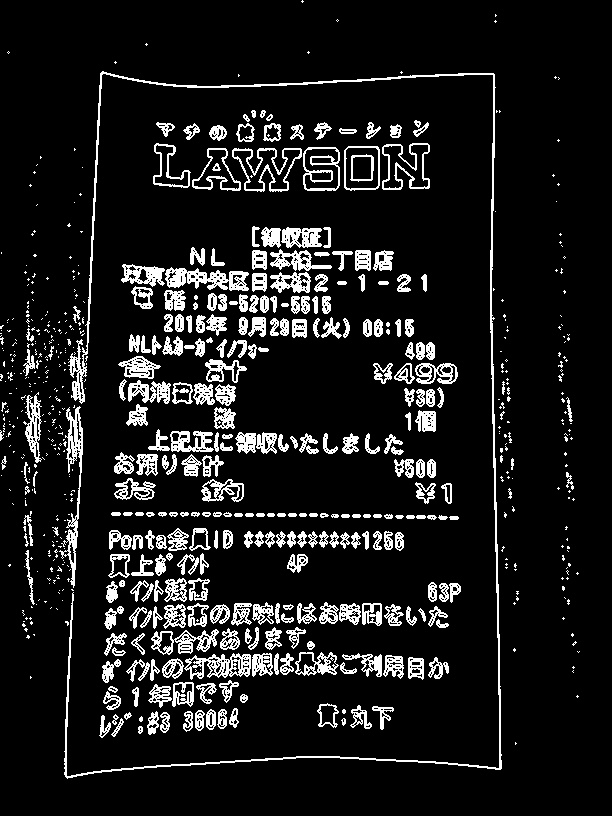 マチの健康ステーション
LAWSON
[領収証]
NL 日本橋二丁目店
東京都中央区日本橋2-1-21
電話:03-5201-5515
2015年 9月29日(火) 06:15
NLトムカーガイノフォー 499
合計 ¥499
(内消費税等 ¥36)
点数 1個
上記正に領収いたしました
お預り合計 ¥500
お釣 ¥1
Ponta会員ID ***********1256
買上ポイント 4P
ポイント残高 63P
ポイント残高の反映にはお時間をいた
だく場合があります。
ポイントの有効期限は最終ご利用日か
ら1年間です。
レジ:#3 36064 責:丸下